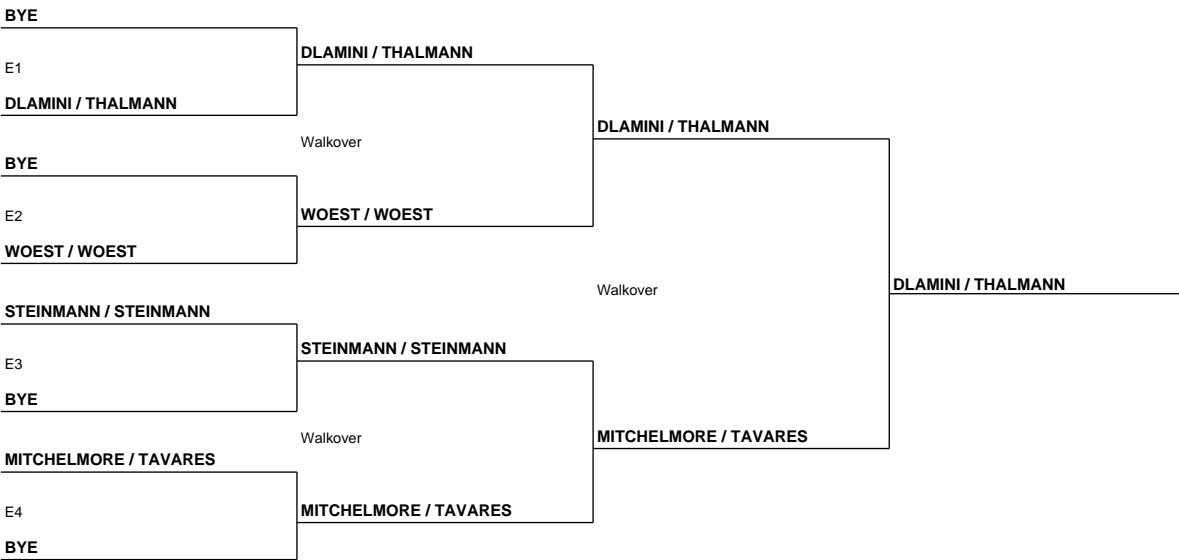 BYE
E1
DLAMINI / THALMANN
BYE
E2
WOEST / WOEST
STEINMANN / STEINMANN
E3
BYE
MITCHELMORE / TAVARES
E4
BYE
DLAMINI / THALMANN
Walkover
WOEST / WOEST
STEINMANN / STEINMANN
Walkover
MITCHELMORE / TAVARES
DLAMINI / THALMANN
Walkover
MITCHELMORE / TAVARES
DLAMINI / THALMANN